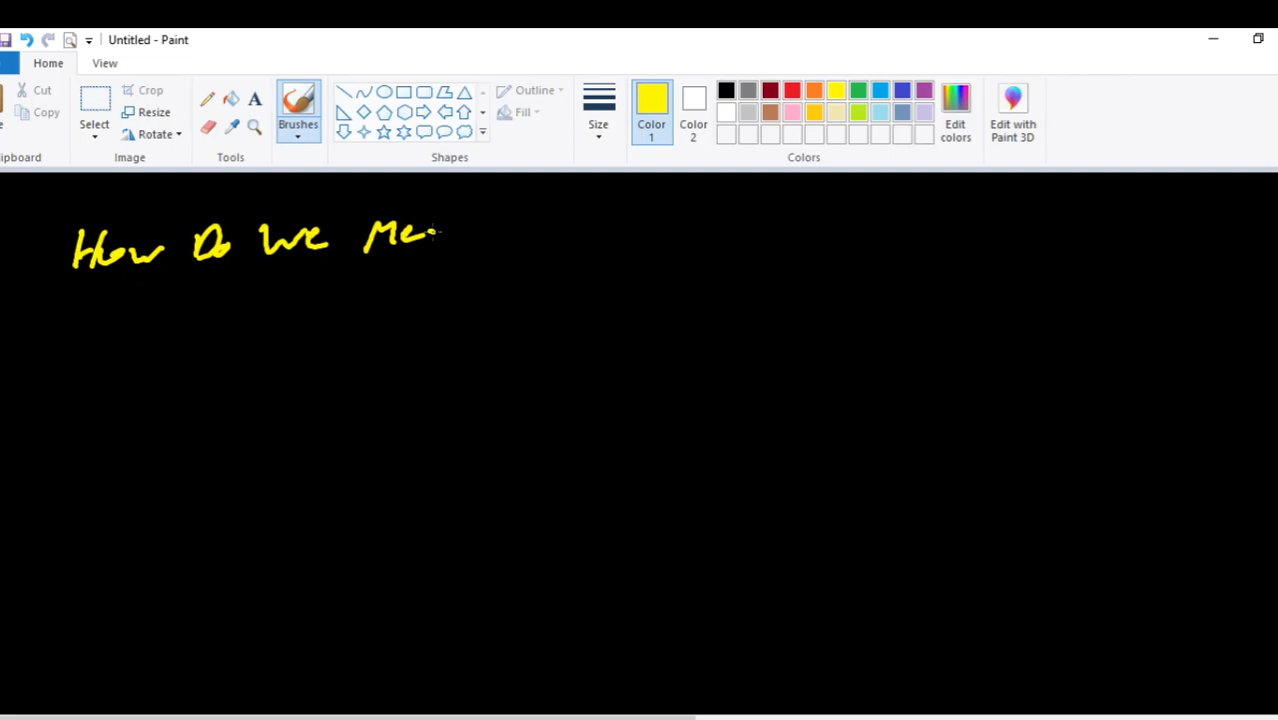 Untitled - Paint
Home View
Cut
Copy
lipboard
Select
Crop
Resize
Rotate
Image
Tools
Brushes
Shapes
Outline
Fill
Size
Color 1
Color 2
Colors
Edit colors
Edit with Paint 3D
How Do We Me